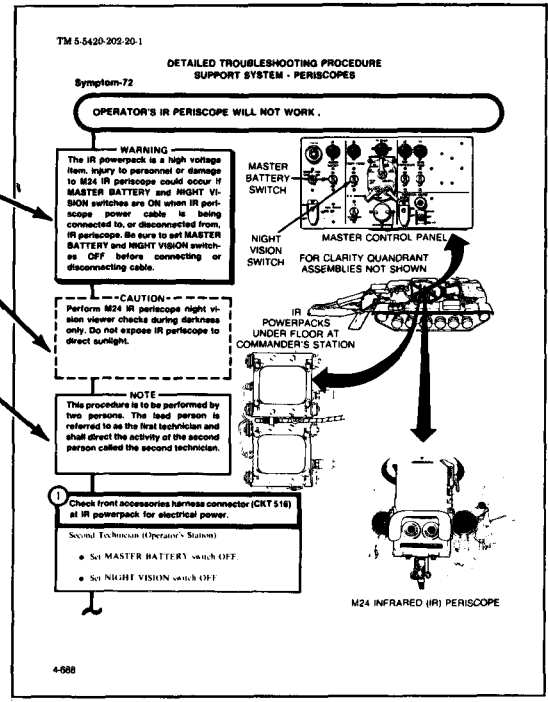 TM 5-5420-202-20-1
DETAILED TROUBLESHOOTING PROCEDURE
SUPPORT SYSTEM - PERISCOPES
Symptom-72
OPERATOR'S IR PERISCOPE WILL NOT WORK .
WARNING
The IR powerpack is a high voltage
item. Injury to personnel or damage
to M24 IR periscope could occur if
MASTER BATTERY and NIGHT VI-
SION switches are ON when IR peri-
scope power cable is being
connected to, or disconnected from,
IR periscope. Be sure to set MASTER
BATTERY and NIGHT VISION switch-
es OFF before connecting or
disconnecting cable.
CAUTION
Perform M24 IR periscope night vi-
sion viewer checks during darkness
only. Do not expose IR periscope to
direct sunlight.
NOTE
This procedure is to be performed by
two persons. The lead person is
referred to as the first technician and
shall direct the activity of the second
person called the second technician.
1
Check front accessories harness connector (CKT 516)
at IR powerpack for electrical power.
Second Technician (Operator's Station)
• Set MASTER BATTERY switch OFF.
• Set NIGHT VISION switch OFF
MASTER
BATTERY
SWITCH
NIGHT
VISION
SWITCH
MASTER CONTROL PANEL
FOR CLARITY QUADRANT
ASSEMBLIES NOT SHOWN
IR
POWERPACKS
UNDER FLOOR AT
COMMANDER'S STATION
M24 INFRARED (IR) PERISCOPE
4-688